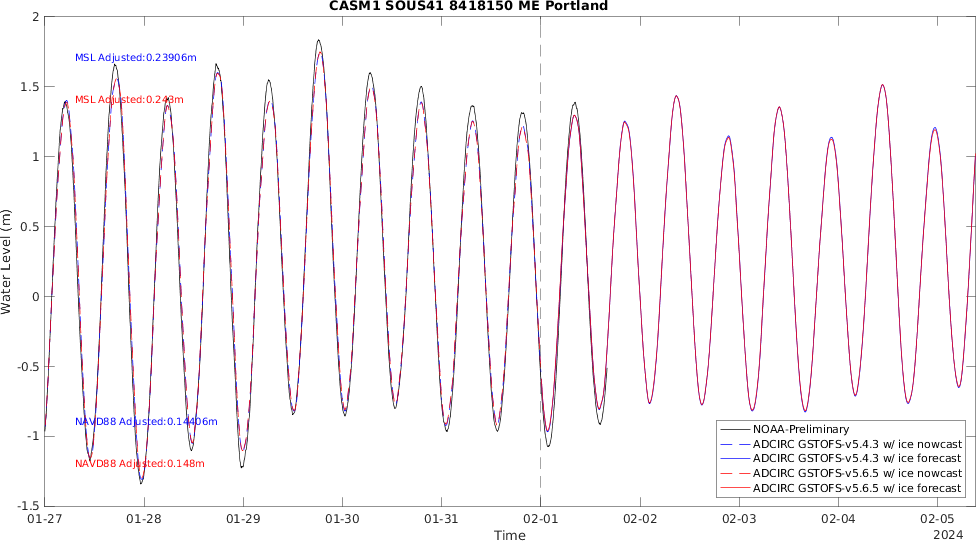 CASM1 SOUS41 8418150 ME Portland
2
1.5
1
0.5
0
-0.5
-1
-1.5
Water Level (m)
MSL Adjusted:0.23906m
MSL Adjusted:0.243m
NAVD88 Adjusted:0.14406m
NAVD88 Adjusted:0.148m
NOAA-Preliminary
ADCIRC GSTOFS-v5.4.3 w/ ice nowcast
ADCIRC GSTOFS-v5.4.3 w/ ice forecast
ADCIRC GSTOFS-v5.6.5 w/ ice nowcast
ADCIRC GSTOFS-v5.6.5 w/ ice forecast
01-27 01-28 01-29 01-30 01-31 02-01 02-02 02-03 02-04 02-05
Time
2024